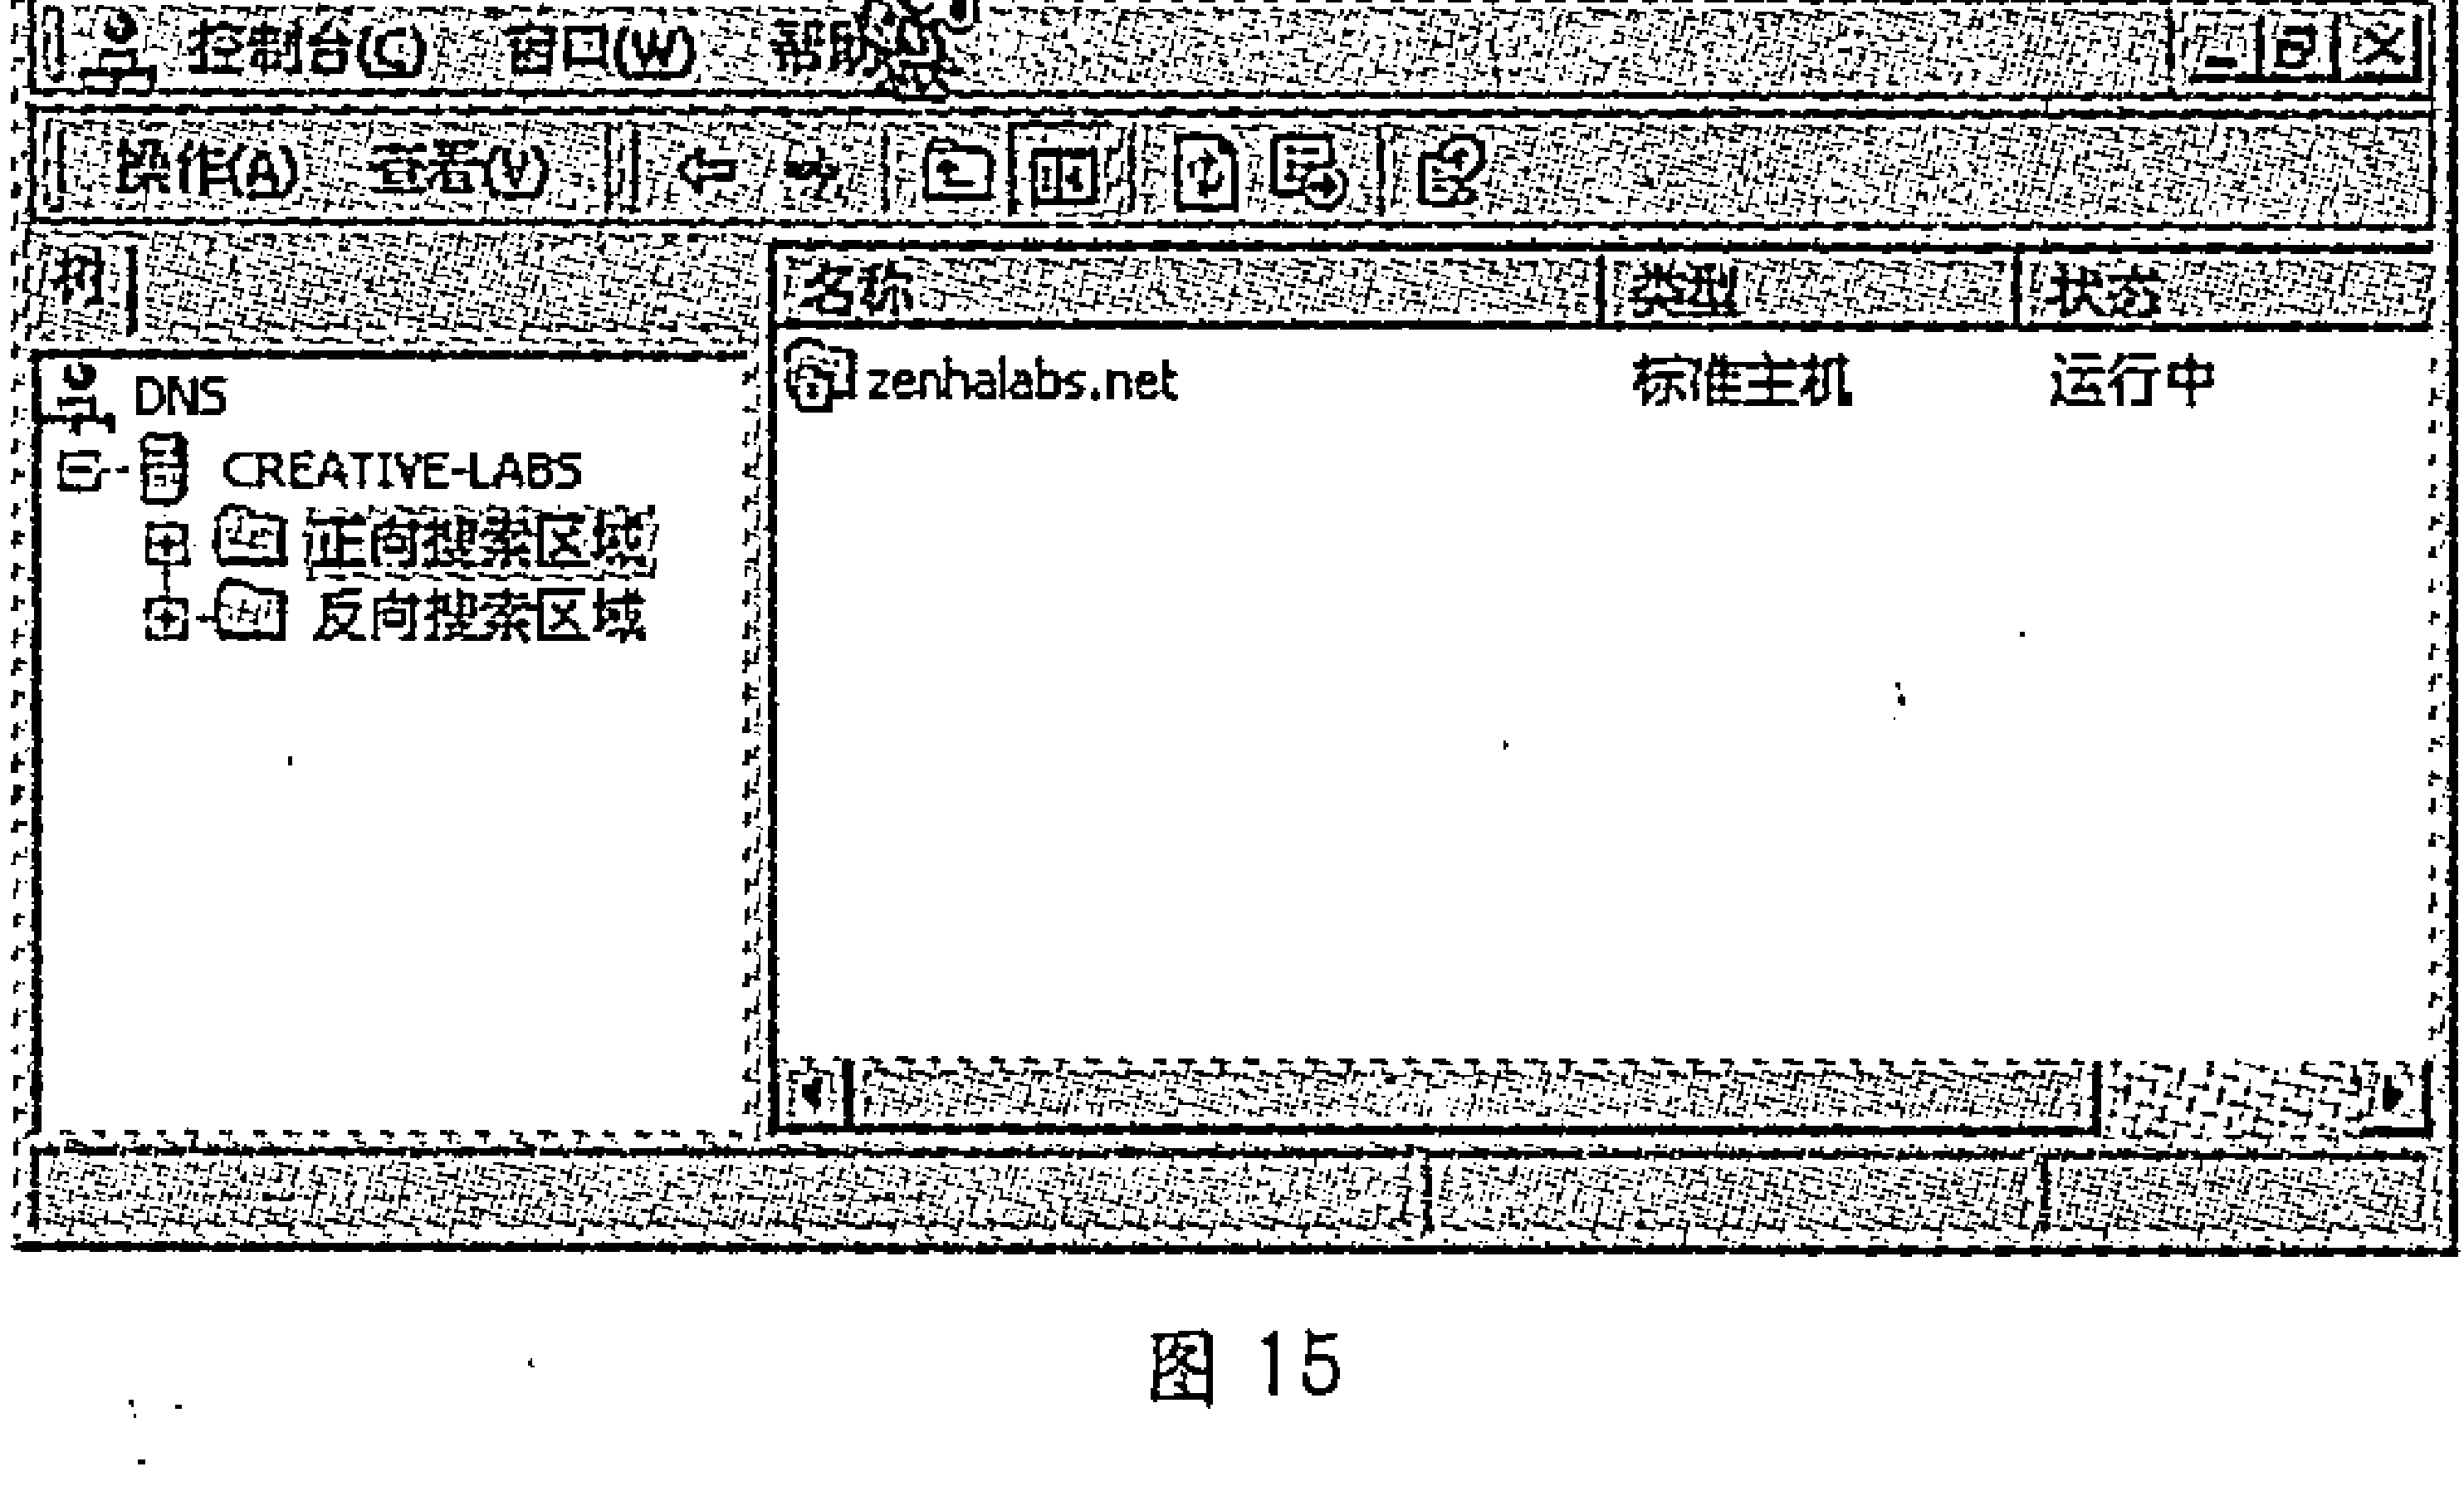 控制台(C) 窗口(W) 帮助
操作(A) 查看(V)
树
名称 类型 状态
DNS
CREATIVE-LABS
正向搜索区域
反向搜索区域
zenhalabs.net 标准主机 运行中
图 15